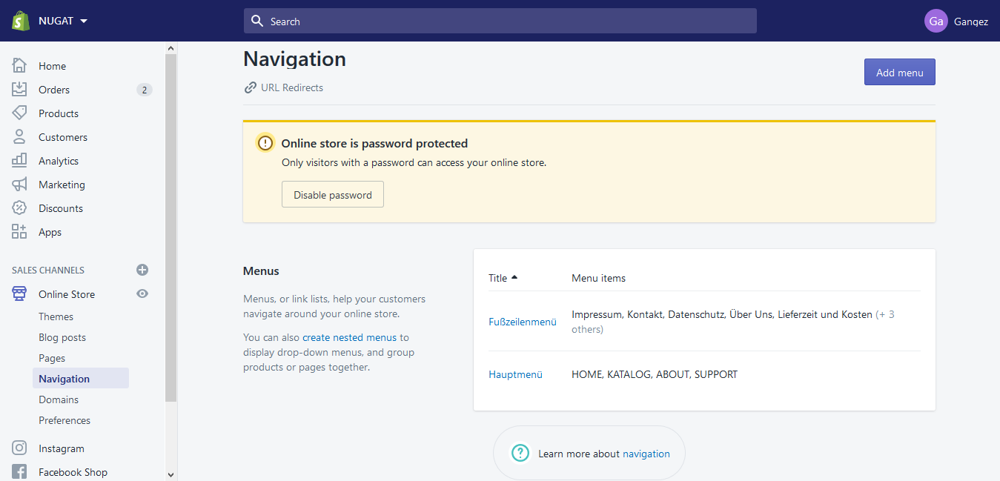 NUGAT
Search
Ga
Gangez
Home
Orders
2
Products
Customers
Analytics
Marketing
Discounts
Apps
SALES CHANNELS
Online Store
Themes
Blog posts
Pages
Navigation
Domains
Preferences
Instagram
Facebook Shop
Navigation
URL Redirects
Add menu
Online store is password protected
Only visitors with a password can access your online store.
Disable password
Menus
Menus, or link lists, help your customers
navigate around your online store.
You can also create nested menus to
display drop-down menus, and group
products or pages together.
Title
Menu items
Fußzeilenmenü
Impressum, Kontakt, Datenschutz, Über Uns, Lieferzeit und Kosten (+ 3
others)
Hauptmenü
HOME, KATALOG, ABOUT, SUPPORT
Learn more about navigation